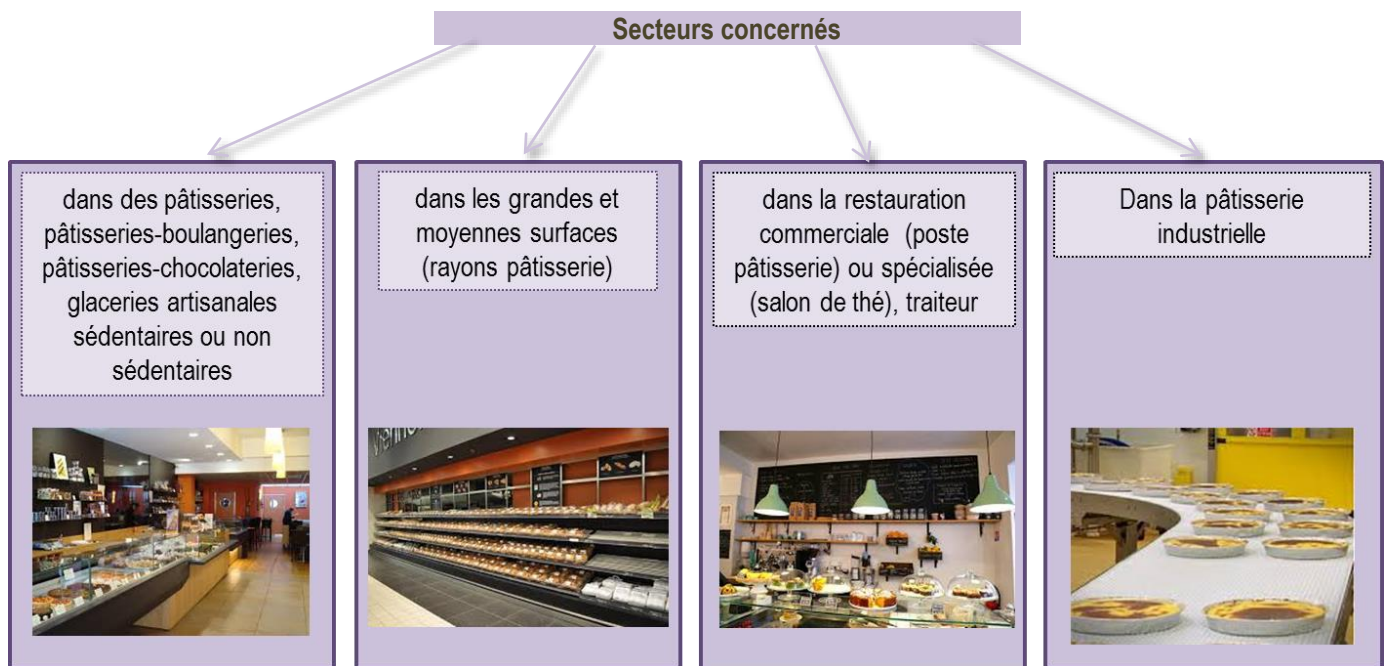 Secteurs concernés
dans des pâtisseries,
pâtisseries-boulangeries,
pâtisseries-chocolateries,
glaceries artisanales
sédentaires ou non
sédentaires
dans les grandes et
moyennes surfaces
(rayons pâtisserie)
dans la restauration
commerciale (poste
pâtisserie) ou spécialisée
(salon de thé), traiteur
Dans la pâtisserie
industrielle